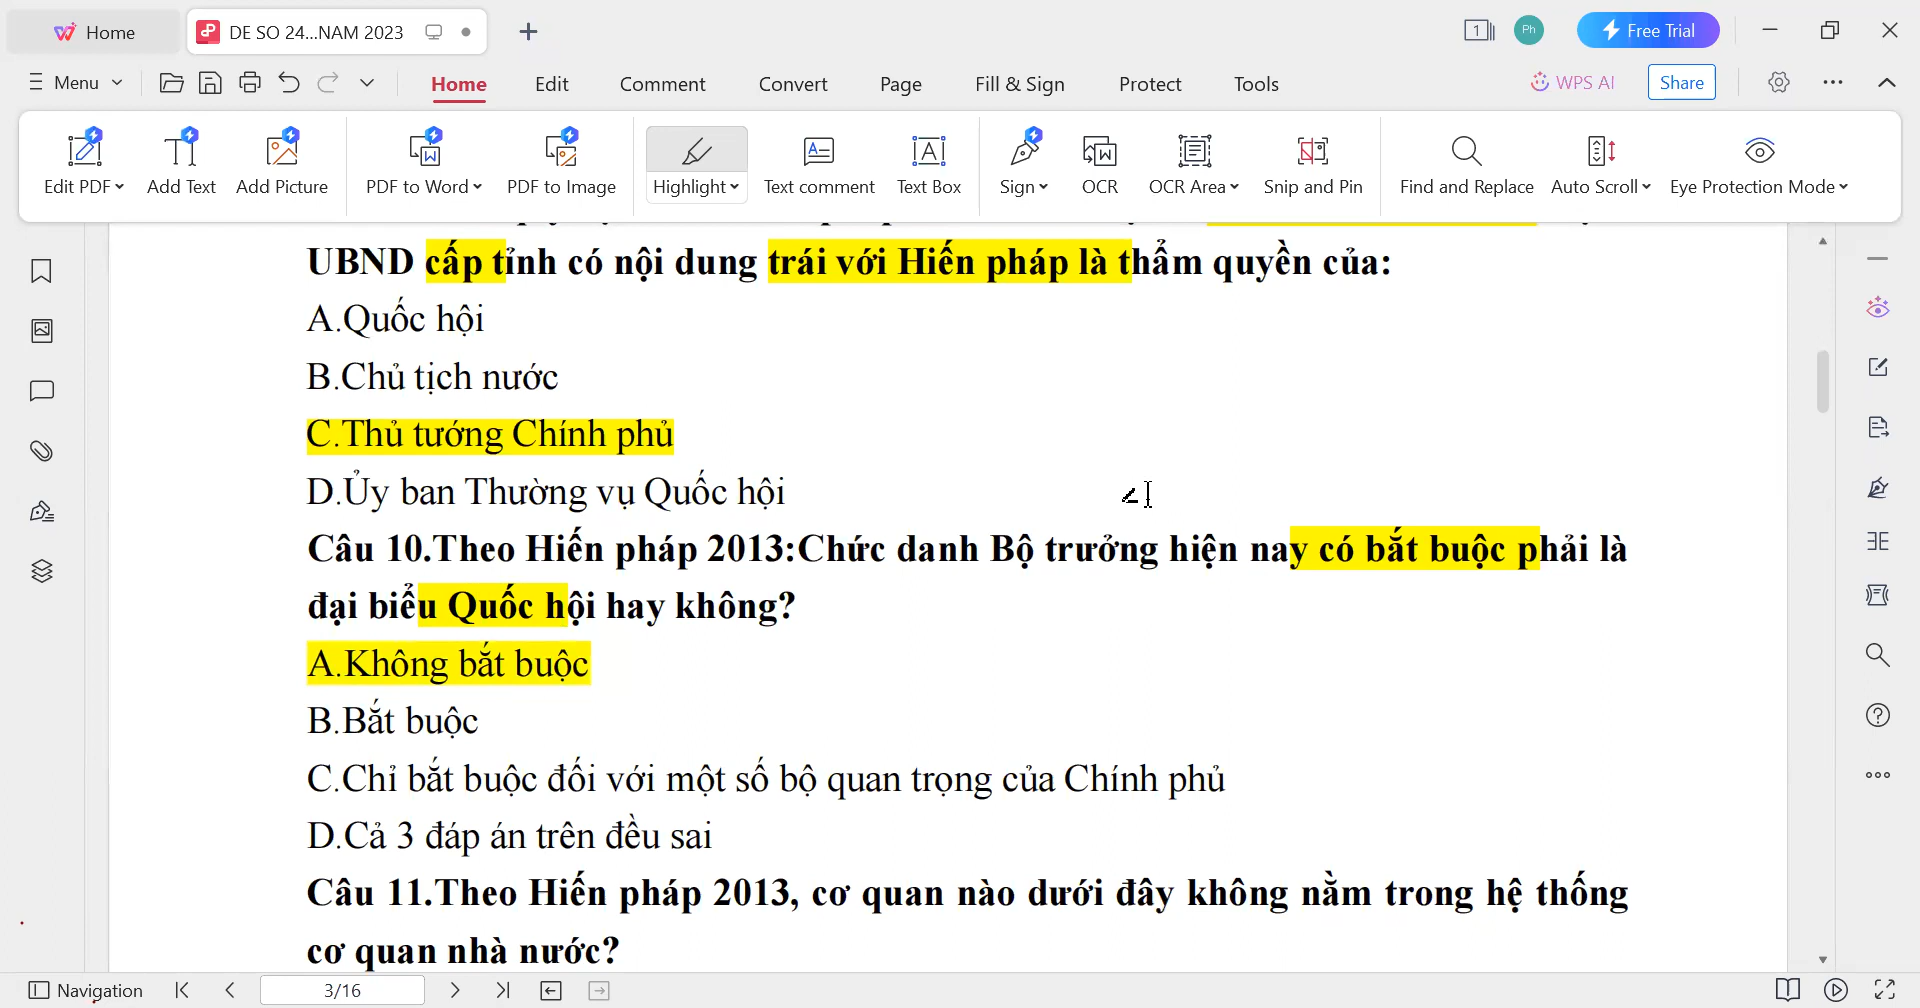 Home
DE SO 24...NAM 2023
1
Ph
Free Trial
Menu
Home
Edit
Comment
Convert
Page
Fill & Sign
Protect
Tools
WPS AI
Share
Edit PDF
Add Text
Add Picture
PDF to Word
PDF to Image
Highlight
Text comment
Text Box
Sign
OCR
OCR Area
Snip and Pin
Find and Replace
Auto Scroll
Eye Protection Mode
UBND cấp tỉnh có nội dung trái với Hiến pháp là thẩm quyền của:
A.Quốc hội
B.Chủ tịch nước
C.Thủ tướng Chính phủ
D.Ủy ban Thường vụ Quốc hội
Câu 10.Theo Hiến pháp 2013:Chức danh Bộ trưởng hiện nay có bắt buộc phải là
đại biểu Quốc hội hay không?
A.Không bắt buộc
B.Bắt buộc
C.Chỉ bắt buộc đối với một số bộ quan trọng của Chính phủ
D.Cả 3 đáp án trên đều sai
Câu 11.Theo Hiến pháp 2013, cơ quan nào dưới đây không nằm trong hệ thống
cơ quan nhà nước?
Navigation
3/16